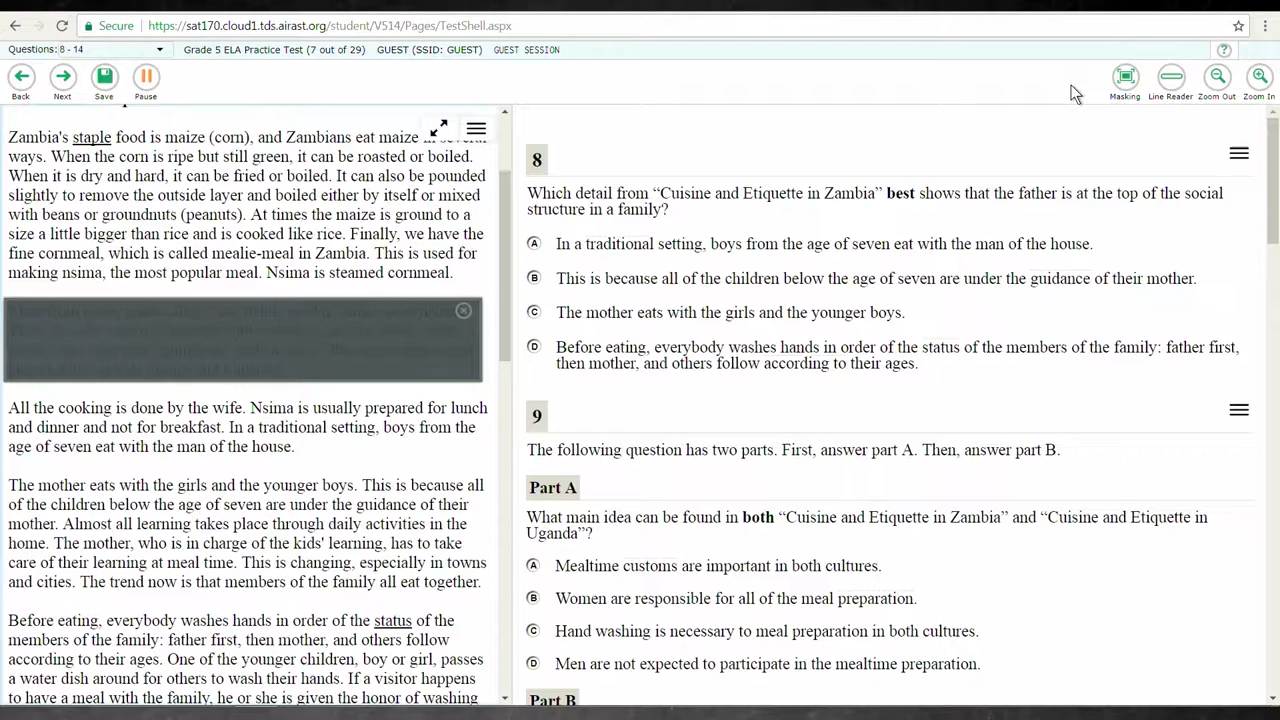 Secure
https://sat170.cloud1.tds.airast.org/student/V514/Pages/TestShell.aspx
Questions: 8 - 14
Grade 5 ELA Practice Test (7 out of 29)
GUEST (SSID: GUEST)
GUEST SESSION
Back
Next
Save
Pause
Masking
Line Reader
Zoom Out
Zoom In
Zambia's staple food is maize (corn), and Zambians eat maize in several
ways. When the corn is ripe but still green, it can be roasted or boiled.
When it is dry and hard, it can be fried or boiled. It can also be pounded
slightly to remove the outside layer and boiled either by itself or mixed
with beans or groundnuts (peanuts). At times the maize is ground to a
size a little bigger than rice and is cooked like rice. Finally, we have the
fine cornmeal, which is called mealie-meal in Zambia. This is used for
making nsima, the most popular meal. Nsima is steamed cornmeal.
All the cooking is done by the wife. Nsima is usually prepared for lunch
and dinner and not for breakfast. In a traditional setting, boys from the
age of seven eat with the man of the house.
The mother eats with the girls and the younger boys. This is because all
of the children below the age of seven are under the guidance of their
mother. Almost all learning takes place through daily activities in the
home. The mother, who is in charge of the kids' learning, has to take
care of their learning at meal time. This is changing, especially in towns
and cities. The trend now is that members of the family all eat together.
Before eating, everybody washes hands in order of the status of the
members of the family: father first, then mother, and others follow
according to their ages. One of the younger children, boy or girl, passes
a water dish around for others to wash their hands. If a visitor happens
to have a meal with the family, he or she is given the honor of washing
8
Which detail from “Cuisine and Etiquette in Zambia” best shows that the father is at the top of the social
structure in a family?
A In a traditional setting, boys from the age of seven eat with the man of the house.
B This is because all of the children below the age of seven are under the guidance of their mother.
C The mother eats with the girls and the younger boys.
D Before eating, everybody washes hands in order of the status of the members of the family: father first,
then mother, and others follow according to their ages.
9
The following question has two parts. First, answer part A. Then, answer part B.
Part A
What main idea can be found in both “Cuisine and Etiquette in Zambia” and “Cuisine and Etiquette in
Uganda”?
A Mealtime customs are important in both cultures.
B Women are responsible for all of the meal preparation.
C Hand washing is necessary to meal preparation in both cultures.
D Men are not expected to participate in the mealtime preparation.
Part B